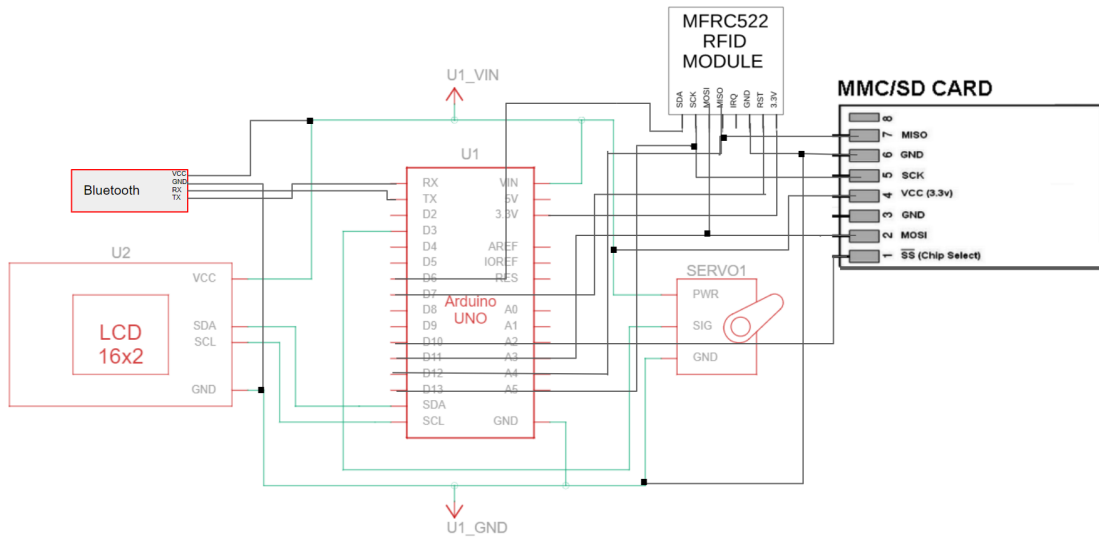 MFRC522
RFID
MODULE
SDA
SCK
MOSI
MISO
IRQ
GND
RST
3.3V
MMC/SD CARD
8
7 MISO
6 GND
5 SCK
4 VCC (3.3v)
3 GND
2 MOSI
1 SS (Chip Select)
U1_VIN
U1
RX
TX
D2
D3
D4
D5
D6
D7
D8
D9
D10
D11
D12
D13
SDA
SCL
VIN
5V
3.3V
AREF
IOREF
RES
A0
A1
A2
A3
A4
A5
GND
Arduino
UNO
Bluetooth
VCC
GND
RX
TX
U2
LCD
16x2
VCC
SDA
SCL
GND
SERVO1
PWR
SIG
GND
U1_GND